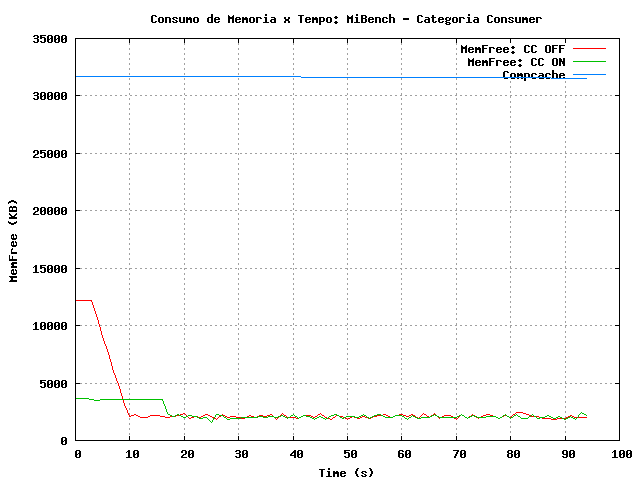 Consumo de Memoria x Tempo: MiBench - Categoria Consumer
35000
30000
25000
20000
15000
10000
5000
0
MemFree (KB)
MemFree: CC OFF
MemFree: CC ON
Compcache
0 10 20 30 40 50 60 70 80 90 100
Time (s)